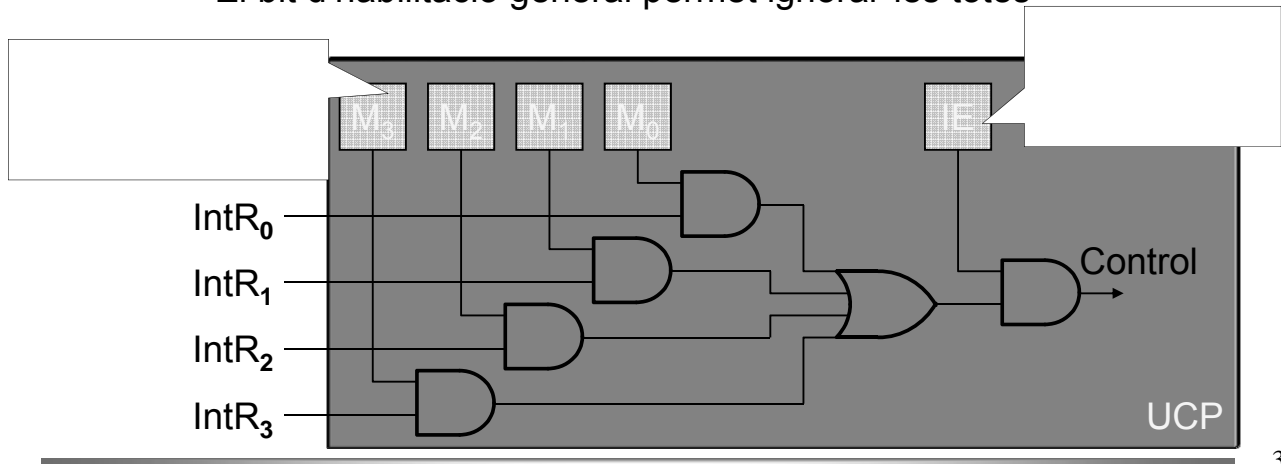 El bit d'habilitació general permet ignorar-les totes
M3 M2 M1 M0 IE
IntR0
IntR1
Control
IntR2
IntR3
UCP
3